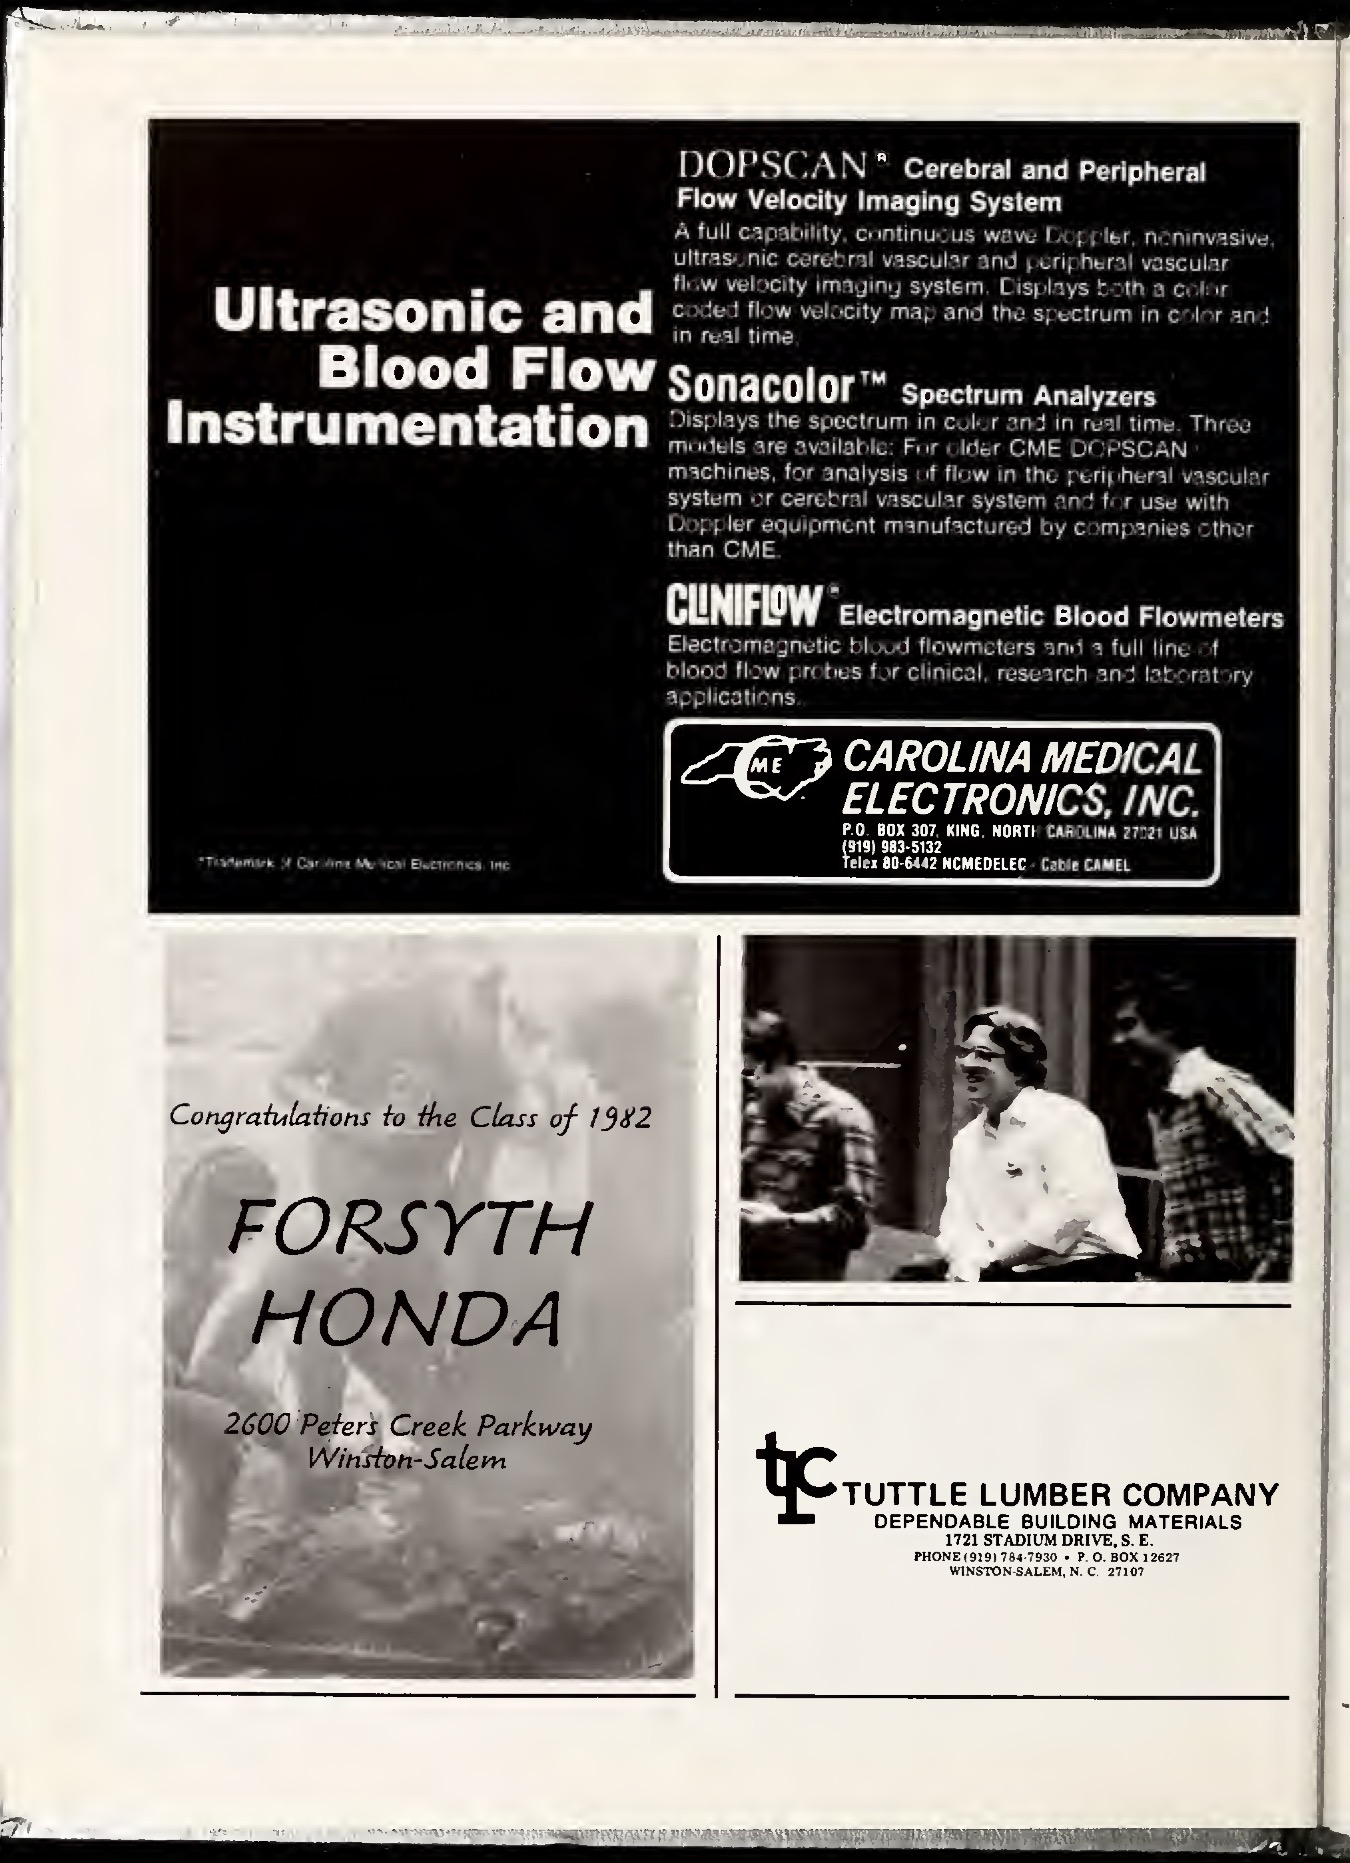 Ultrasonic and
Blood Flow
Instrumentation
*Trademark of Carolina Medical Electronics, Inc
DOPSCAN® Cerebral and Peripheral
Flow Velocity Imaging System
A full capability, continuous wave Doppler, noninvasive,
ultrasonic cerebral vascular and peripheral vascular
flow velocity imaging system. Displays both a color
coded flow velocity map and the spectrum in color and
in real time.
Sonacolor™ Spectrum Analyzers
Displays the spectrum in color and in real time. Three
models are available: For older CME DOPSCAN
machines, for analysis of flow in the peripheral vascular
system or cerebral vascular system and for use with
Doppler equipment manufactured by companies other
than CME.
CLINIFLOW® Electromagnetic Blood Flowmeters
Electromagnetic blood flowmeters and a full line of
blood flow probes for clinical, research and laboratory
applications.
CME
CAROLINA MEDICAL
ELECTRONICS, INC.
P.O. BOX 307, KING, NORTH CAROLINA 27021 USA
(919) 983-5132
Telex 80-6442 NCMEDELEC - Cable CAMEL
Congratulations to the Class of 1982
FORSYTH
HONDA
2600 Peters Creek Parkway
Winston-Salem
tlc
TUTTLE LUMBER COMPANY
DEPENDABLE BUILDING MATERIALS
1721 STADIUM DRIVE, S. E.
PHONE (919) 784-7930 • P. O. BOX 12627
WINSTON-SALEM, N. C. 27107